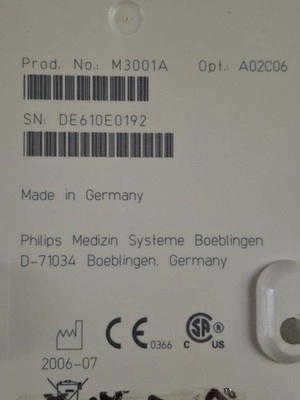 Prod. No.: M3001A Opt.: A02C06
SN: DE610E0192
Made in Germany
Philips Medizin Systeme Boeblingen
D-71034 Boeblingen. Germany
CE 0366
SA ® C US
2006-07